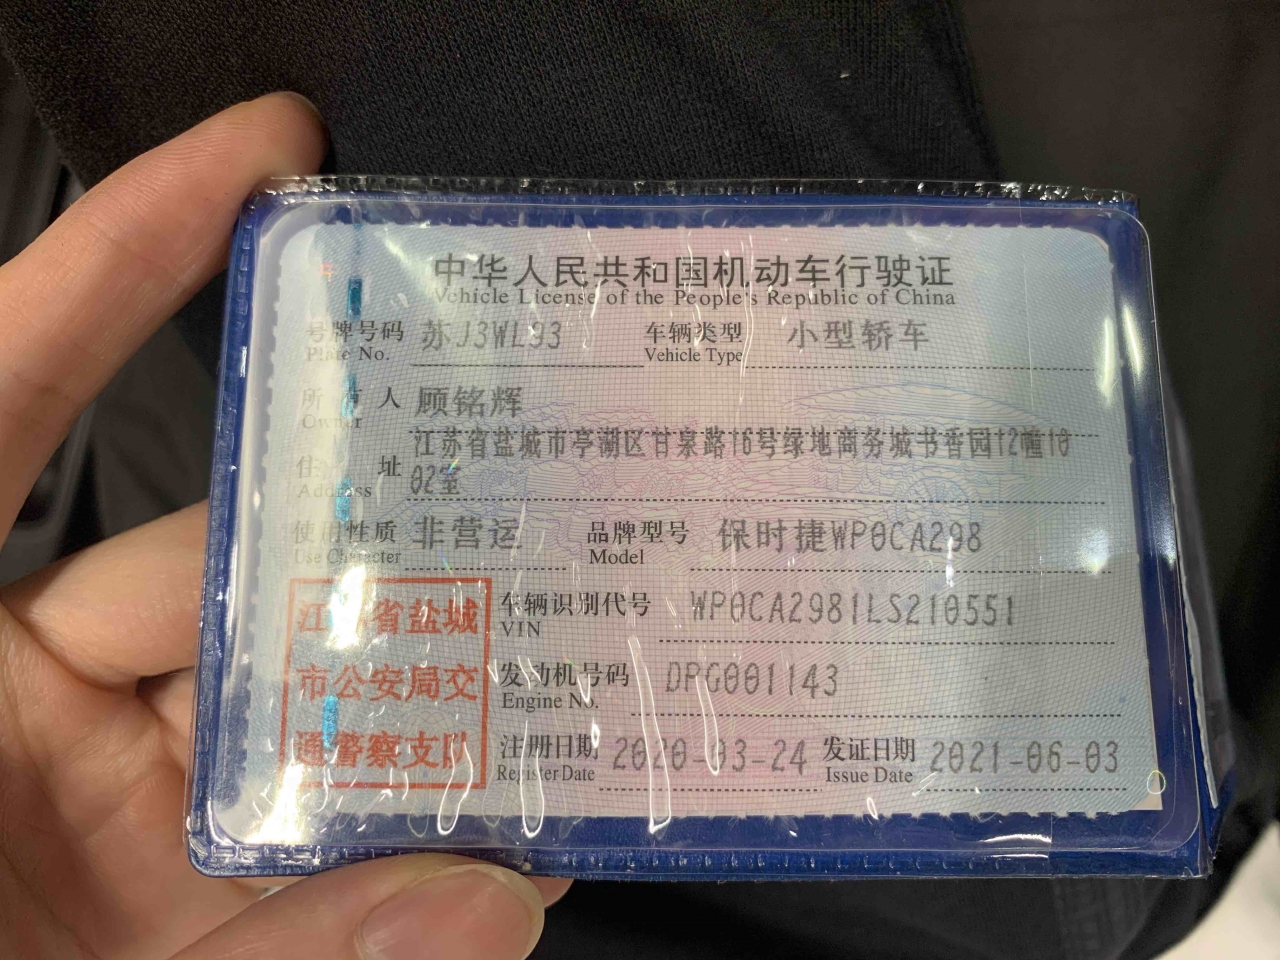 中华人民共和国机动车行驶证
Vehicle License of the People's Republic of China
号牌号码 苏J3WL93 车辆类型 小型轿车
Plate No. Vehicle Type
所有人 顾铭辉
Owner
江苏省盐城市亭湖区甘泉路16号绿地商务城书香园12幢10
住址 02室
Address
使用性质 非营运 品牌型号 保时捷WP0CA298
Use Character Model
江苏省盐城 车辆识别代号 WP0CA2981LS210551
VIN
市公安局交 发动机号码 DPG001143
Engine No.
通警察支队 注册日期 2020-03-24 发证日期 2021-06-03
Register Date Issue Date